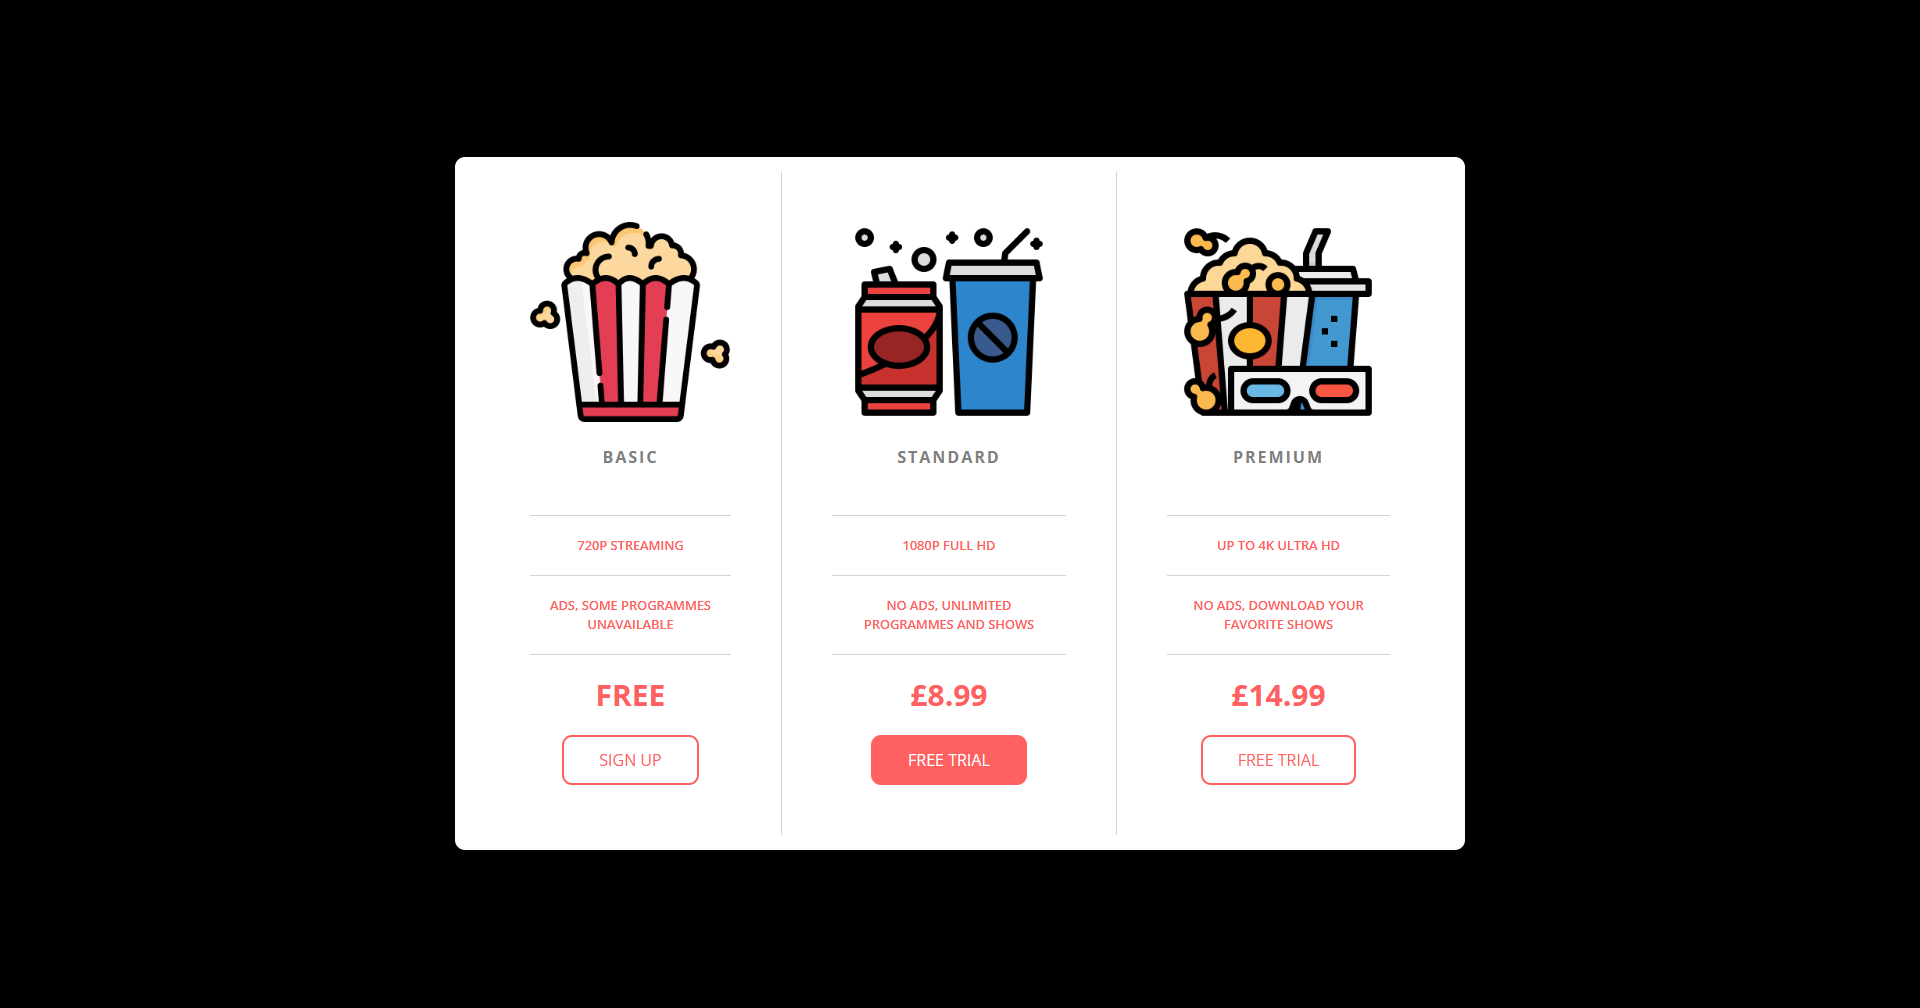 BASIC
720P STREAMING
ADS, SOME PROGRAMMES
UNAVAILABLE
FREE
SIGN UP
STANDARD
1080P FULL HD
NO ADS, UNLIMITED
PROGRAMMES AND SHOWS
£8.99
FREE TRIAL
PREMIUM
UP TO 4K ULTRA HD
NO ADS, DOWNLOAD YOUR
FAVORITE SHOWS
£14.99
FREE TRIAL